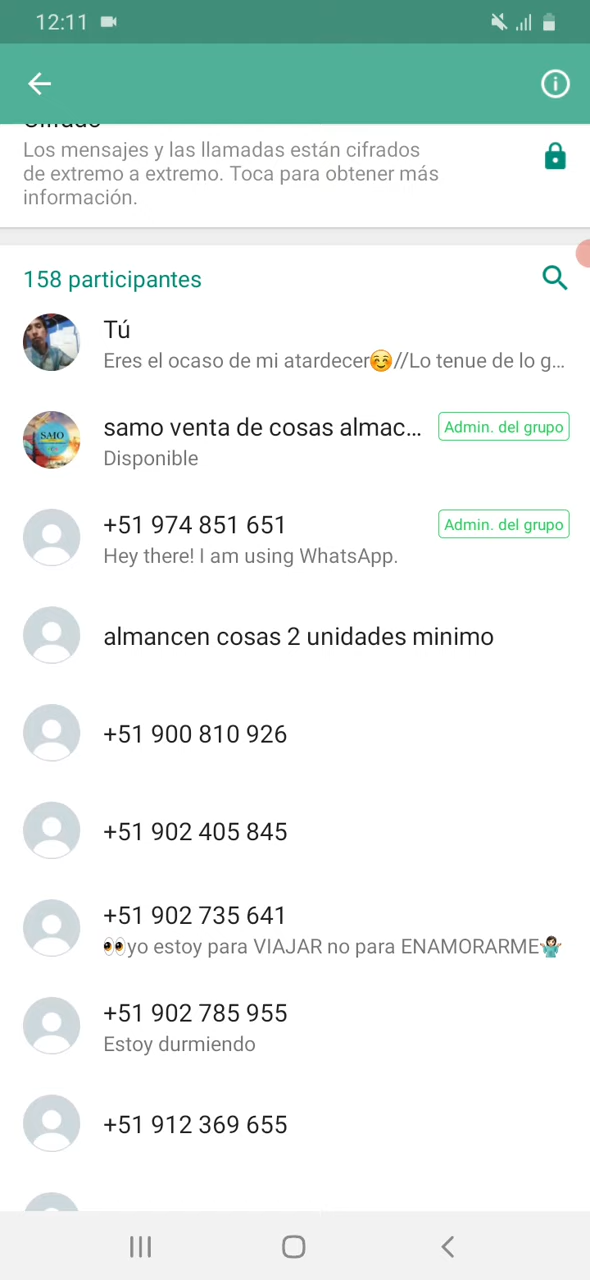 12:11
Cifrado
Los mensajes y las llamadas están cifrados
de extremo a extremo. Toca para obtener más
información.
158 participantes
Tú
Eres el ocaso de mi atardecer☺️//Lo tenue de lo g...
SAMO
samo venta de cosas almac...
Admin. del grupo
Disponible
+51 974 851 651
Admin. del grupo
Hey there! I am using WhatsApp.
almancen cosas 2 unidades minimo
+51 900 810 926
+51 902 405 845
+51 902 735 641
👀yo estoy para VIAJAR no para ENAMORARME🤷🏻‍♀️
+51 902 785 955
Estoy durmiendo
+51 912 369 655